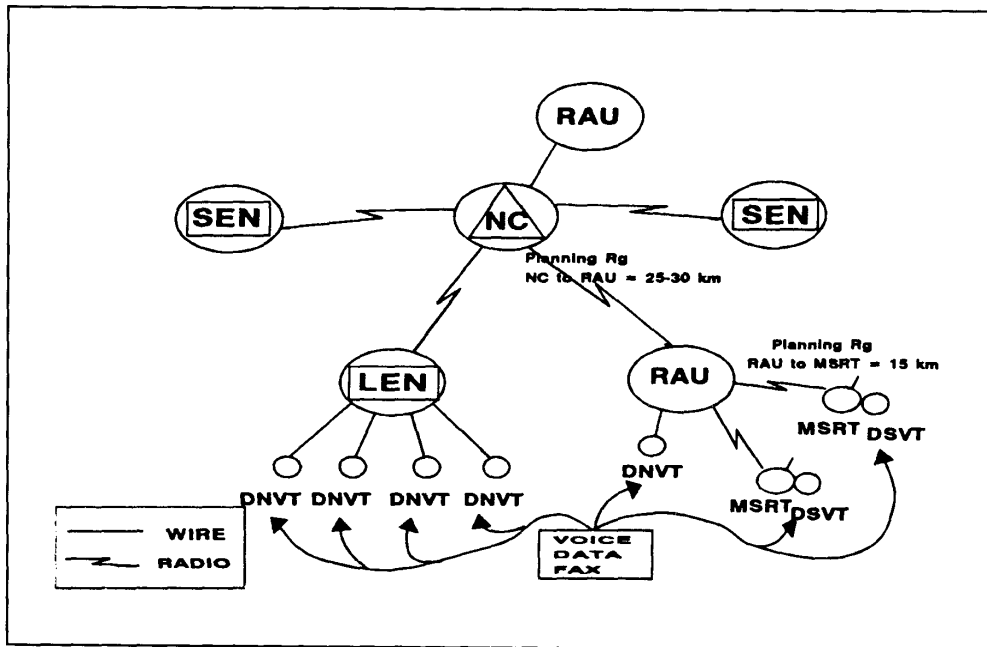 RAU
SEN
NC
SEN
Planning Rg
NC to RAU = 25-30 km
LEN
RAU
Planning Rg
RAU to MSRT = 15 km
MSRT DSVT
DNVT
DNVT DNVT DNVT DNVT
MSRT DSVT
WIRE
RADIO
VOICE
DATA
FAX